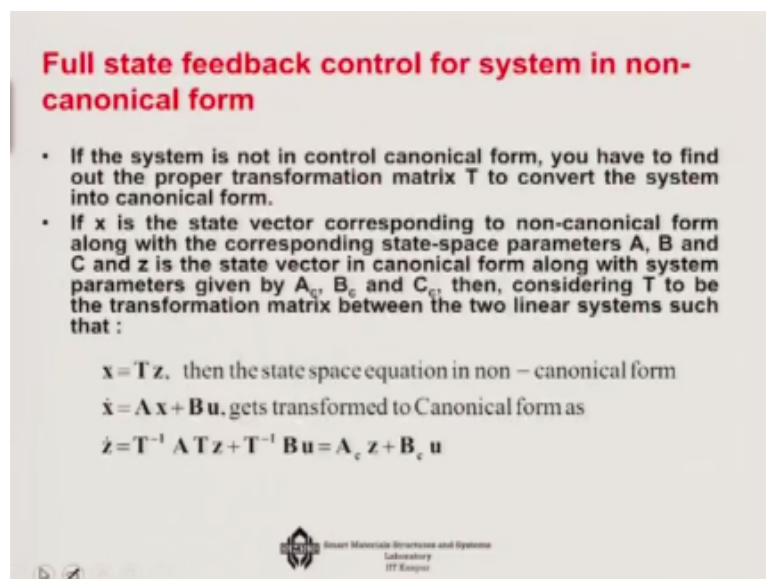 Full state feedback control for system in non-
canonical form
• If the system is not in control canonical form, you have to find
out the proper transformation matrix T to convert the system
into canonical form.
• If x is the state vector corresponding to non-canonical form
along with the corresponding state-space parameters A, B and
C and z is the state vector in canonical form along with system
parameters given by A_c, B_c and C_c, then, considering T to be
the transformation matrix between the two linear systems such
that :
x = T z, then the state space equation in non – canonical form
ẋ = A x + B u, gets transformed to Canonical form as
ż = T⁻¹ A T z + T⁻¹ B u = A_c z + B_c u
Smart Materials Structures and Systems
Laboratory
IIT Kanpur